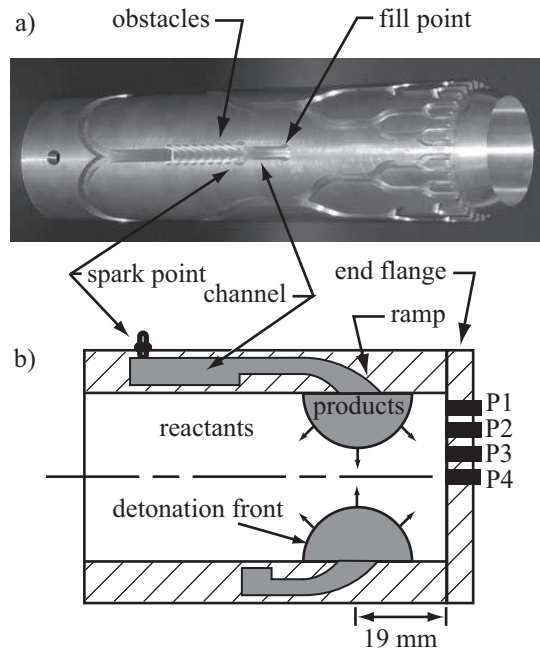 a)
obstacles
fill point
spark point
channel
end flange
ramp
b)
products
reactants
P1
P2
P3
P4
detonation front
19 mm